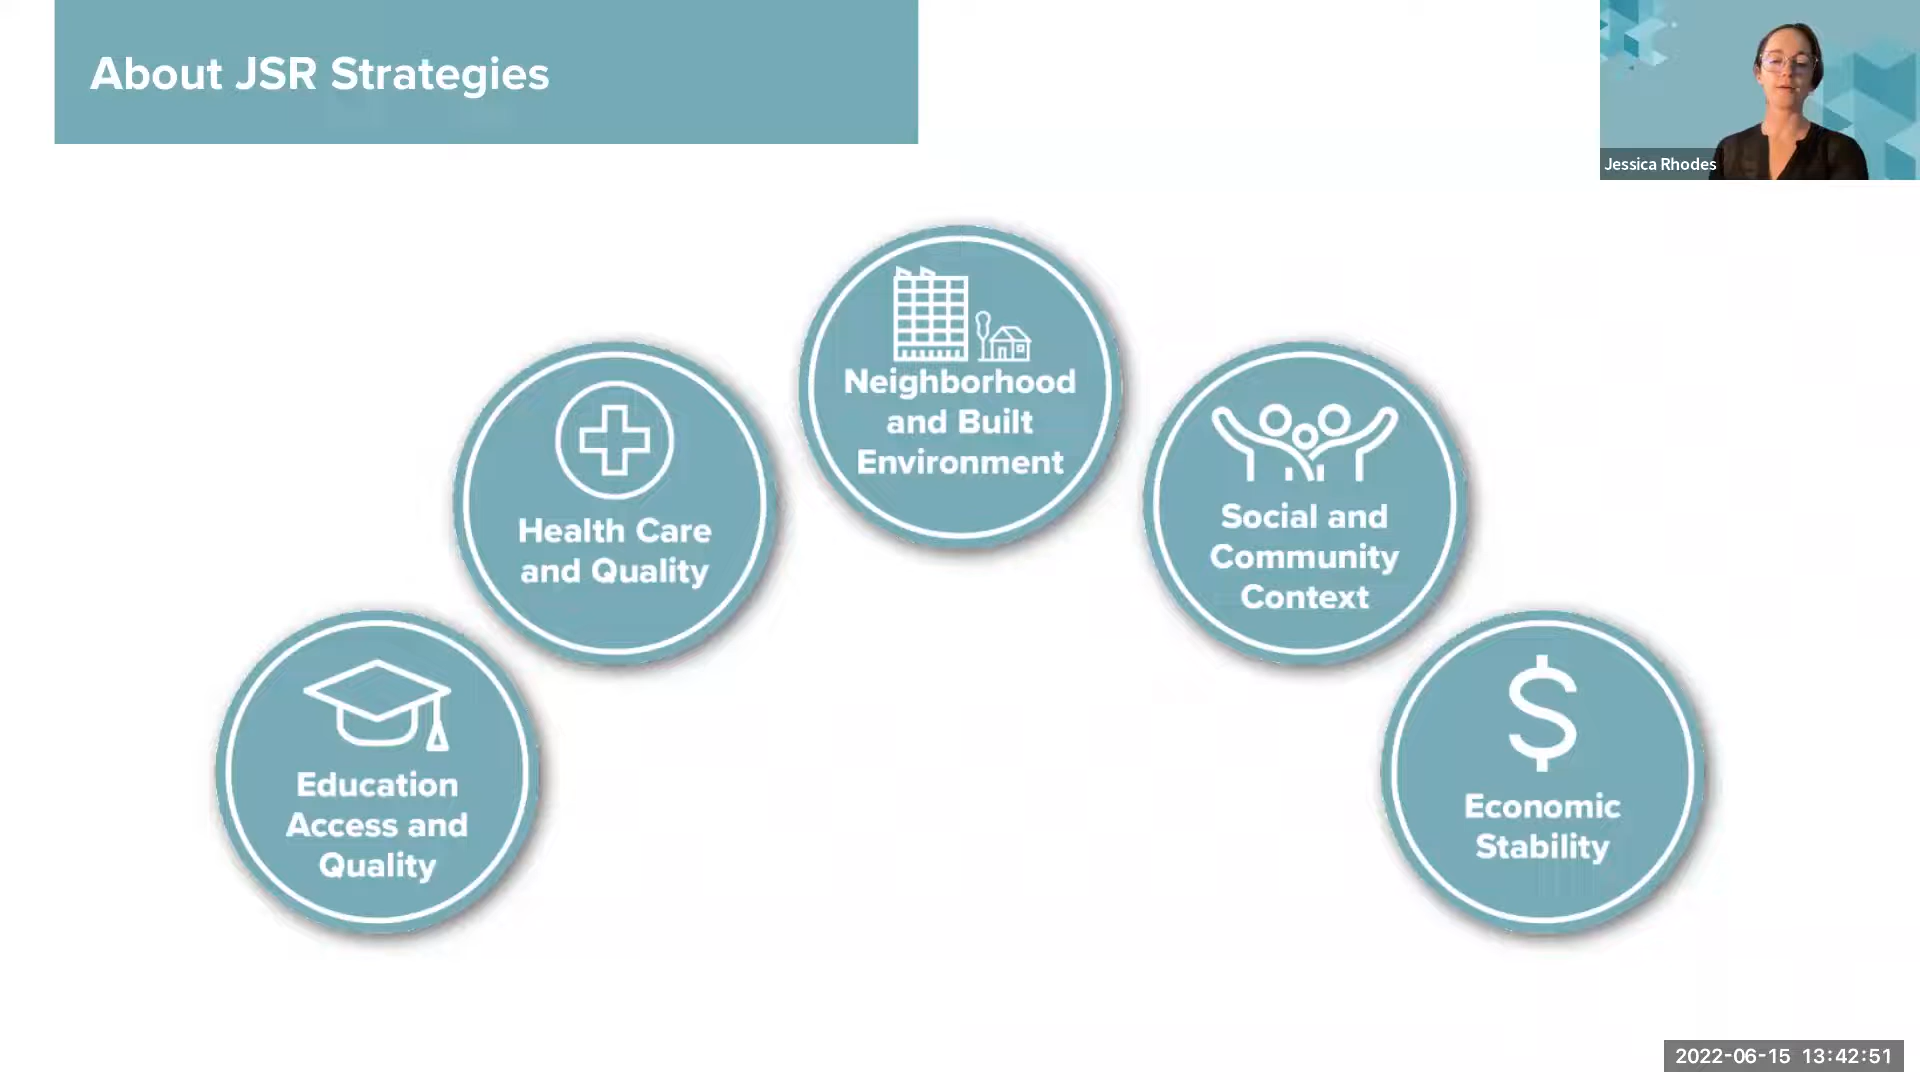 About JSR Strategies
Jessica Rhodes
Neighborhood
and Built
Environment
Health Care
and Quality
Social and
Community
Context
Education
Access and
Quality
Economic
Stability
2022-06-15 13:42:51